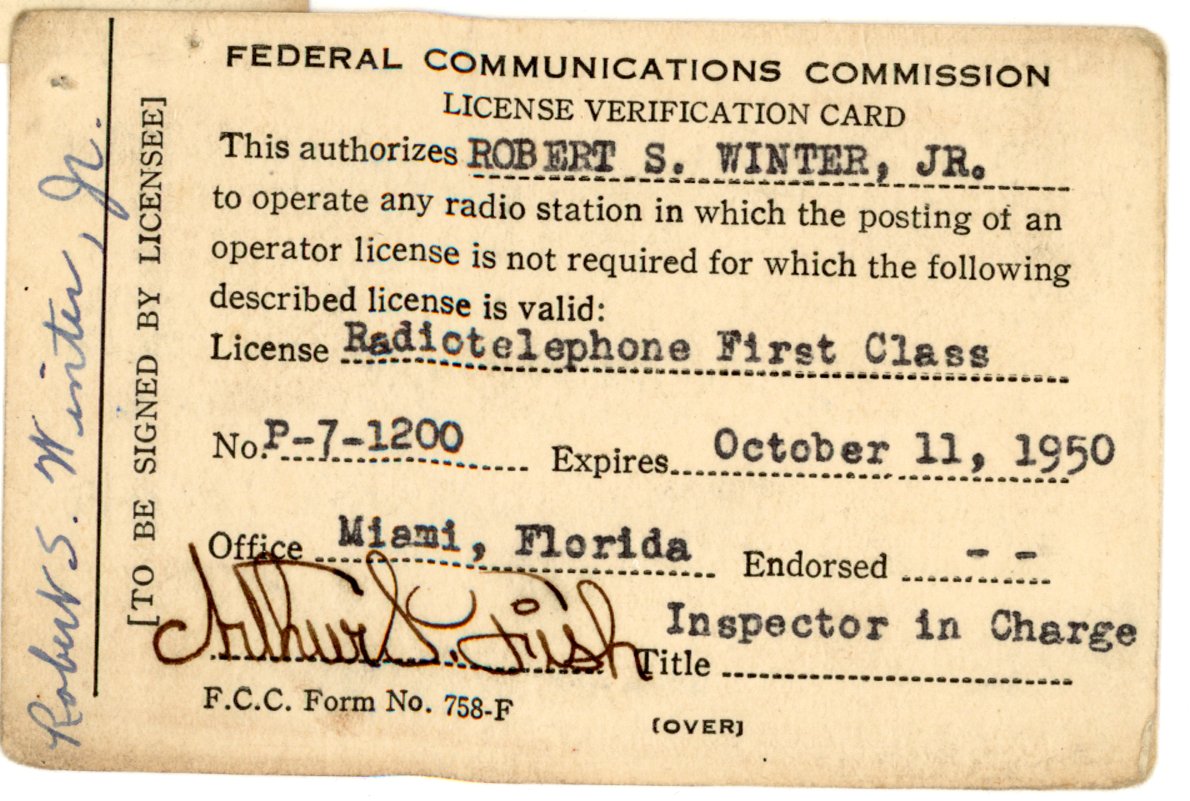 FEDERAL COMMUNICATIONS COMMISSION
LICENSE VERIFICATION CARD
This authorizes ROBERT S. WINTER, JR.
to operate any radio station in which the posting of an
operator license is not required for which the following
described license is valid:
License Radiotelephone First Class
No. P-7-1200 Expires October 11, 1950
Office Miami, Florida Endorsed - -
Arthur S. Fish Inspector in Charge
Title
F.C.C. Form No. 758-F
(OVER)
[TO BE SIGNED BY LICENSEE]
Robert S. Winter, Jr.